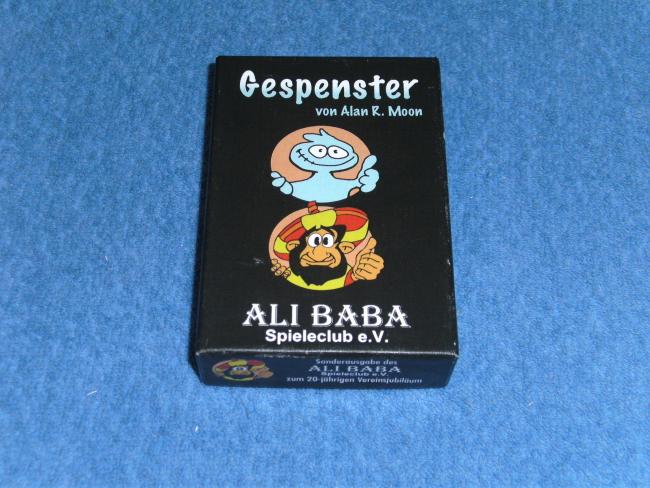 Gespenster
von Alan R. Moon
ALI BABA
Spieleclub e.V.
Sonderausgabe des
ALI BABA
Spieleclub e.V.
zum 20-jährigen Vereinsjubiläum